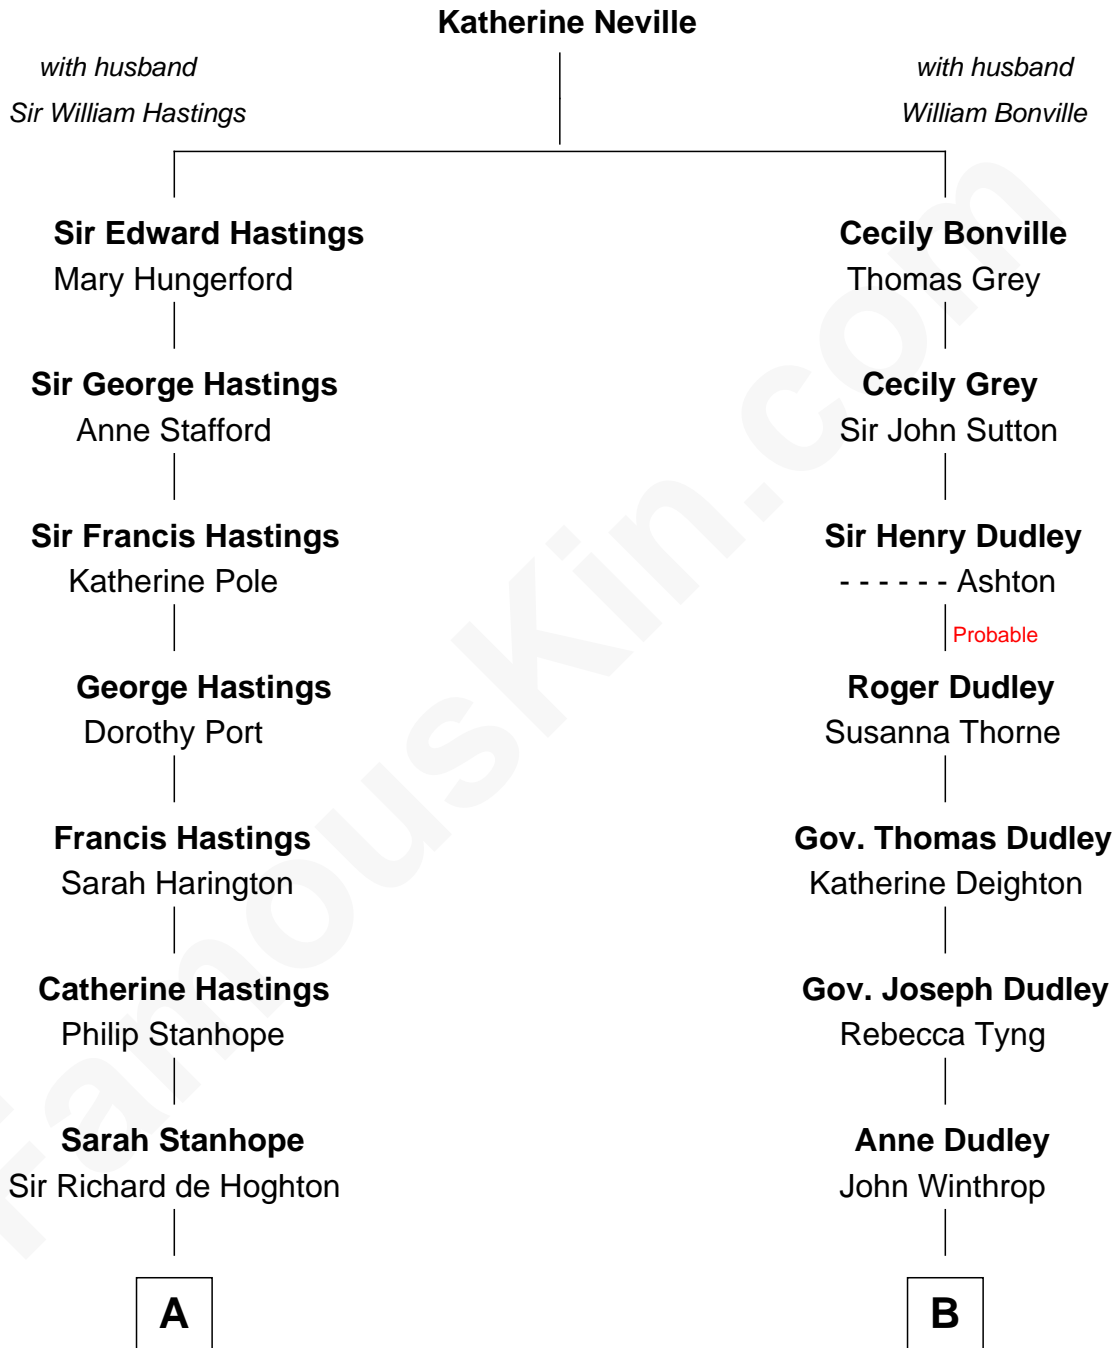 Katherine Neville
with husband
Sir William Hastings
with husband
William Bonville
Sir Edward Hastings
Mary Hungerford
Cecily Bonville
Thomas Grey
Sir George Hastings
Anne Stafford
Cecily Grey
Sir John Sutton
Sir Francis Hastings
Katherine Pole
Sir Henry Dudley
- - - - - - Ashton
Probable
George Hastings
Dorothy Port
Roger Dudley
Susanna Thorne
Francis Hastings
Sarah Harington
Gov. Thomas Dudley
Katherine Deighton
Catherine Hastings
Philip Stanhope
Gov. Joseph Dudley
Rebecca Tyng
Sarah Stanhope
Sir Richard de Hoghton
Anne Dudley
John Winthrop
A
B
FamousKin.com